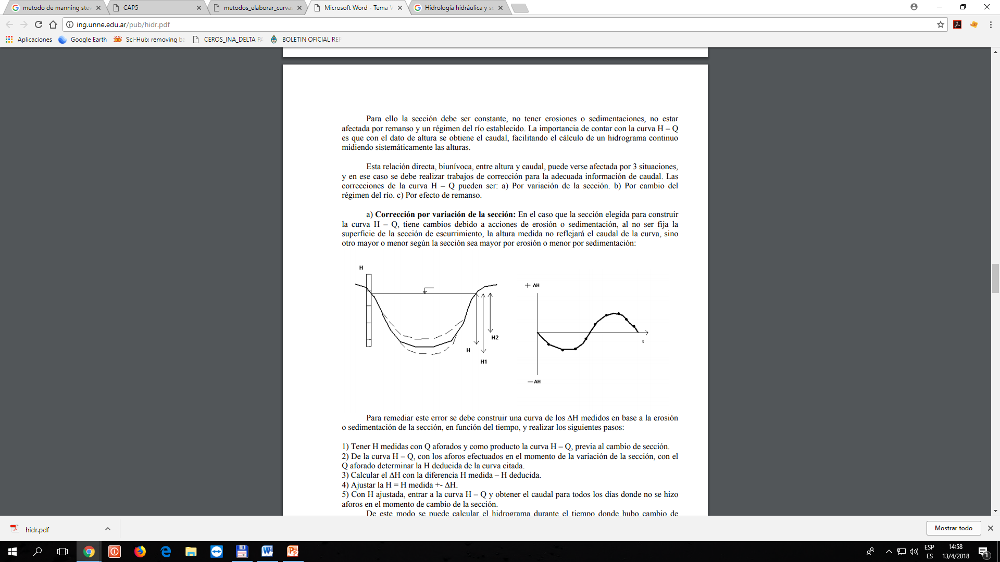 metodo de manning stev
CAP5
metodos_elaborar_curvas
Microsoft Word - Tema V
Hidrología hidráulica y s
ing.unne.edu.ar/pub/hidr.pdf
Aplicaciones
Google Earth
Sci-Hub: removing ba
CEROS_INA_DELTA PA
BOLETIN OFICIAL REP
Para ello la sección debe ser constante, no tener erosiones o sedimentaciones, no estar
afectada por remanso y un régimen del río establecido. La importancia de contar con la curva H – Q
es que con el dato de altura se obtiene el caudal, facilitando el cálculo de un hidrograma continuo
midiendo sistemáticamente las alturas.
Esta relación directa, biunívoca, entre altura y caudal, puede verse afectada por 3 situaciones,
y en ese caso se debe realizar trabajos de corrección para la adecuada información de caudal. Las
correcciones de la curva H – Q pueden ser: a) Por variación de la sección. b) Por cambio del
régimen del río. c) Por efecto de remanso.
a) Corrección por variación de la sección: En el caso que la sección elegida para construir
la curva H – Q, tiene cambios debido a acciones de erosión o sedimentación, al no ser fija la
superficie de la sección de escurrimiento, la altura medida no reflejará el caudal de la curva, sino
otro mayor o menor según la sección sea mayor por erosión o menor por sedimentación:
H
H
H1
H2
+ AH
t
— AH
Para remediar este error se debe construir una curva de los ΔH medidos en base a la erosión
o sedimentación de la sección, en función del tiempo, y realizar los siguientes pasos:
1) Tener H medidas con Q aforados y como producto la curva H – Q, previa al cambio de sección.
2) De la curva H – Q, con los aforos efectuados en el momento de la variación de la sección, con el
Q aforado determinar la H deducida de la curva citada.
3) Calcular el ΔH con la diferencia H medida – H deducida.
4) Ajustar la H = H medida +- ΔH.
5) Con H ajustada, entrar a la curva H – Q y obtener el caudal para todos los días donde no se hizo
aforos en el momento de cambio de la sección.
De este modo se puede calcular el hidrograma durante el tiempo donde hubo cambio de
hidr.pdf
Mostrar todo
ESP
ES
14:58
13/4/2018
1